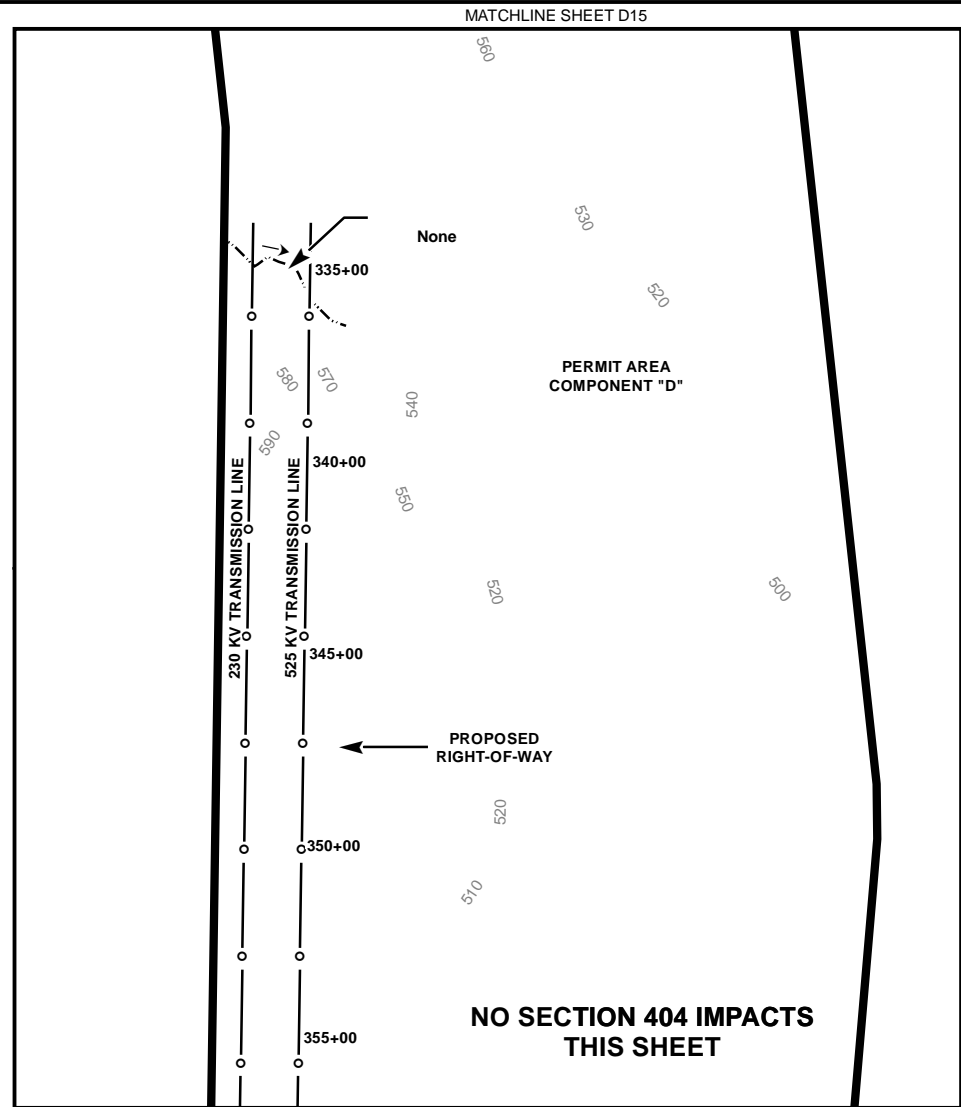 MATCHLINE SHEET D15
560
530
None
335+00
520
PERMIT AREA
COMPONENT "D"
580
570
540
590
340+00
550
230 KV TRANSMISSION LINE
525 KV TRANSMISSION LINE
520
500
345+00
PROPOSED
RIGHT-OF-WAY
520
350+00
510
NO SECTION 404 IMPACTS
THIS SHEET
355+00